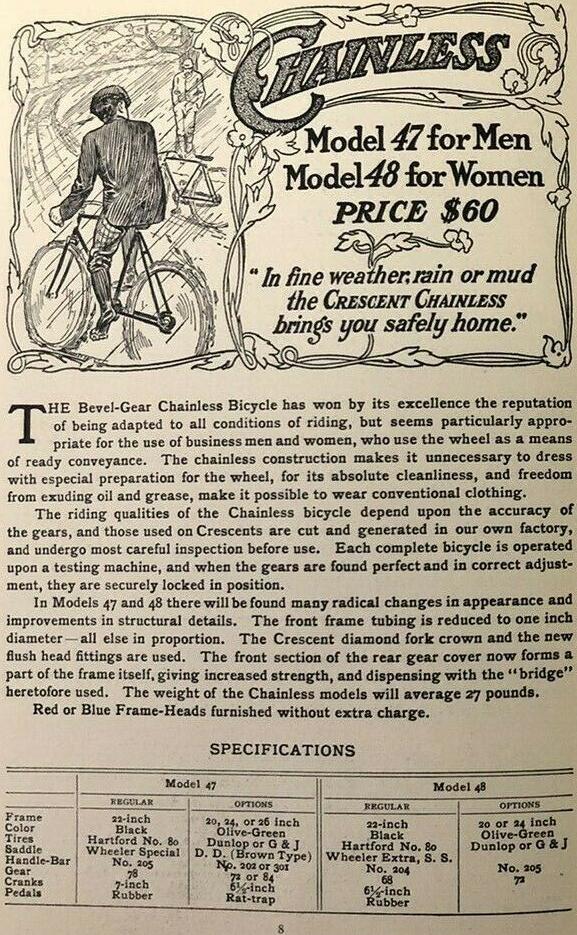 CHAINLESS
Model 47 for Men
Model 48 for Women
PRICE $60
"In fine weather, rain or mud
the CRESCENT CHAINLESS
brings you safely home."
THE Bevel-Gear Chainless Bicycle has won by its excellence the reputation
of being adapted to all conditions of riding, but seems particularly appro-
priate for the use of business men and women, who use the wheel as a means
of ready conveyance. The chainless construction makes it unnecessary to dress
with especial preparation for the wheel, for its absolute cleanliness, and freedom
from exuding oil and grease, make it possible to wear conventional clothing.
The riding qualities of the Chainless bicycle depend upon the accuracy of
the gears, and those used on Crescents are cut and generated in our own factory,
and undergo most careful inspection before use. Each complete bicycle is operated
upon a testing machine, and when the gears are found perfect and in correct adjust-
ment, they are securely locked in position.
In Models 47 and 48 there will be found many radical changes in appearance and
improvements in structural details. The front frame tubing is reduced to one inch
diameter—all else in proportion. The Crescent diamond fork crown and the new
flush head fittings are used. The front section of the rear gear cover now forms a
part of the frame itself, giving increased strength, and dispensing with the "bridge"
heretofore used. The weight of the Chainless models will average 27 pounds.
Red or Blue Frame-Heads furnished without extra charge.
SPECIFICATIONS
Model 47 Model 48
REGULAR OPTIONS REGULAR OPTIONS
Frame 22-inch 20, 24, or 26 inch 22-inch 20 or 24 inch
Color Black Olive-Green Black Olive-Green
Tires Hartford No. 80 Dunlop or G & J Hartford No. 80 Dunlop or G & J
Saddle Wheeler Special D. D. (Brown Type) Wheeler Extra, S. S.
Handle-Bar No. 205 No. 202 or 301 No. 204 No. 205
Gear 78 72 or 84 68 72
Cranks 7-inch 6½-inch 6½-inch
Pedals Rubber Rat-trap Rubber
8